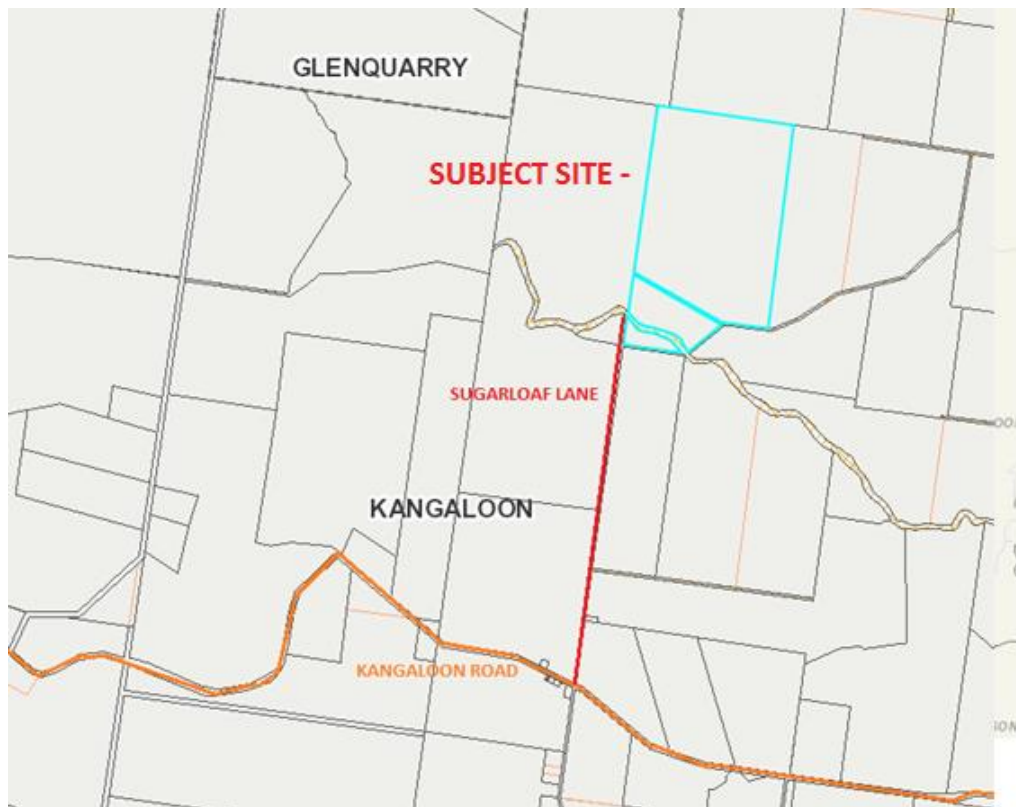 GLENQUARRY
SUBJECT SITE -
SUGARLOAF LANE
KANGALOON
KANGALOON ROAD